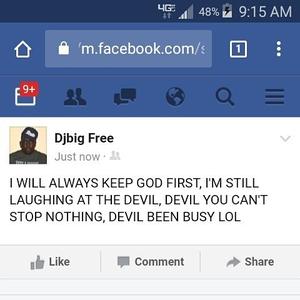 4G 48% 9:15 AM
'm.facebook.com/s 1
9+
Djbig Free
Just now ·
I WILL ALWAYS KEEP GOD FIRST, I'M STILL
LAUGHING AT THE DEVIL, DEVIL YOU CAN'T
STOP NOTHING, DEVIL BEEN BUSY LOL
Like Comment Share